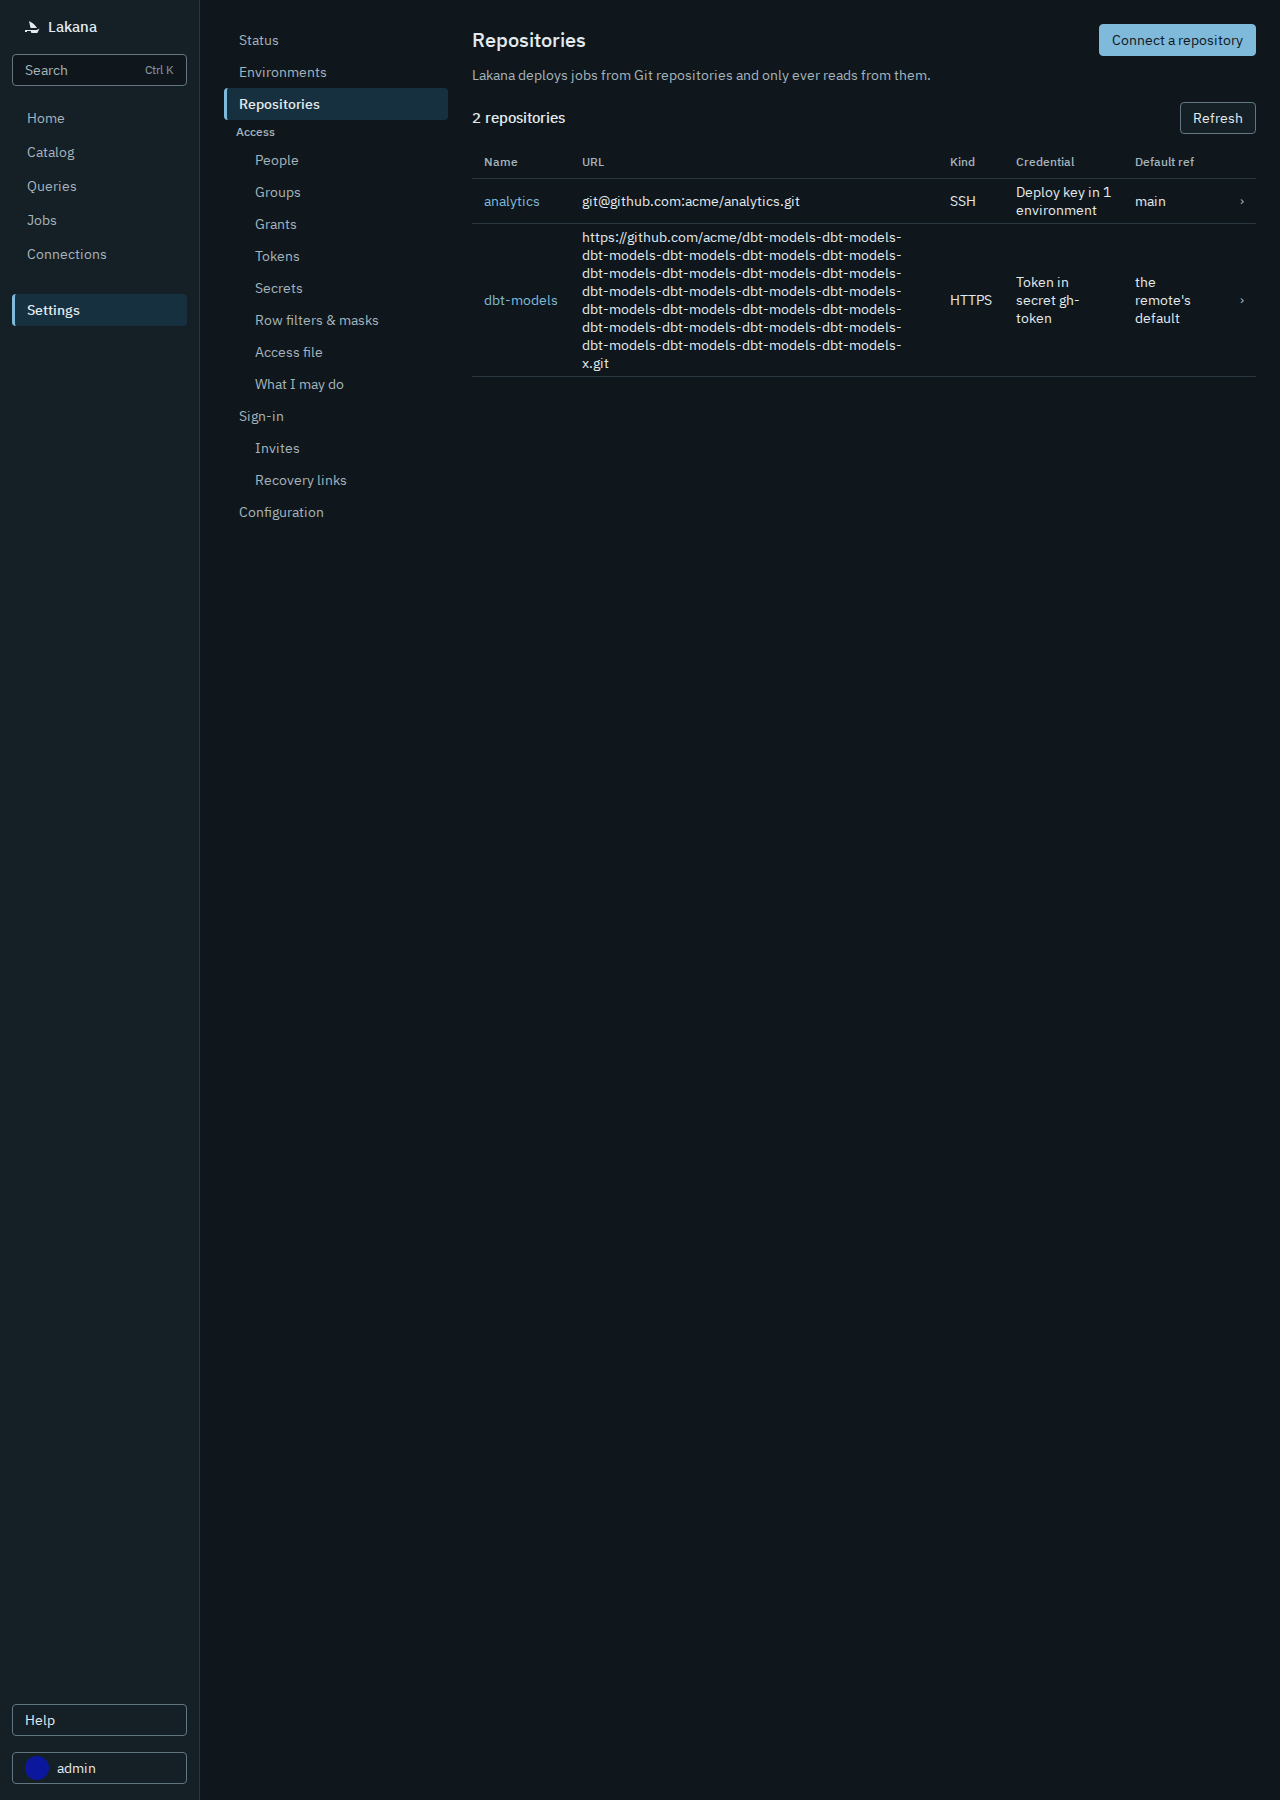 Lakana
Search Ctrl K
Home
Catalog
Queries
Jobs
Connections
Settings
Help
admin
Status
Environments
Repositories
Access
People
Groups
Grants
Tokens
Secrets
Row filters & masks
Access file
What I may do
Sign-in
Invites
Recovery links
Configuration
Repositories
Connect a repository
Lakana deploys jobs from Git repositories and only ever reads from them.
2 repositories
Refresh
Name URL Kind Credential Default ref
analytics git@github.com:acme/analytics.git SSH Deploy key in 1 environment main ›
dbt-models
https://github.com/acme/dbt-models-dbt-models-
dbt-models-dbt-models-dbt-models-dbt-models-
dbt-models-dbt-models-dbt-models-dbt-models-
dbt-models-dbt-models-dbt-models-dbt-models-
dbt-models-dbt-models-dbt-models-dbt-models-
dbt-models-dbt-models-dbt-models-dbt-models-
dbt-models-dbt-models-dbt-models-dbt-models-
x.git
HTTPS
Token in
secret gh-
token
the
remote's
default
›